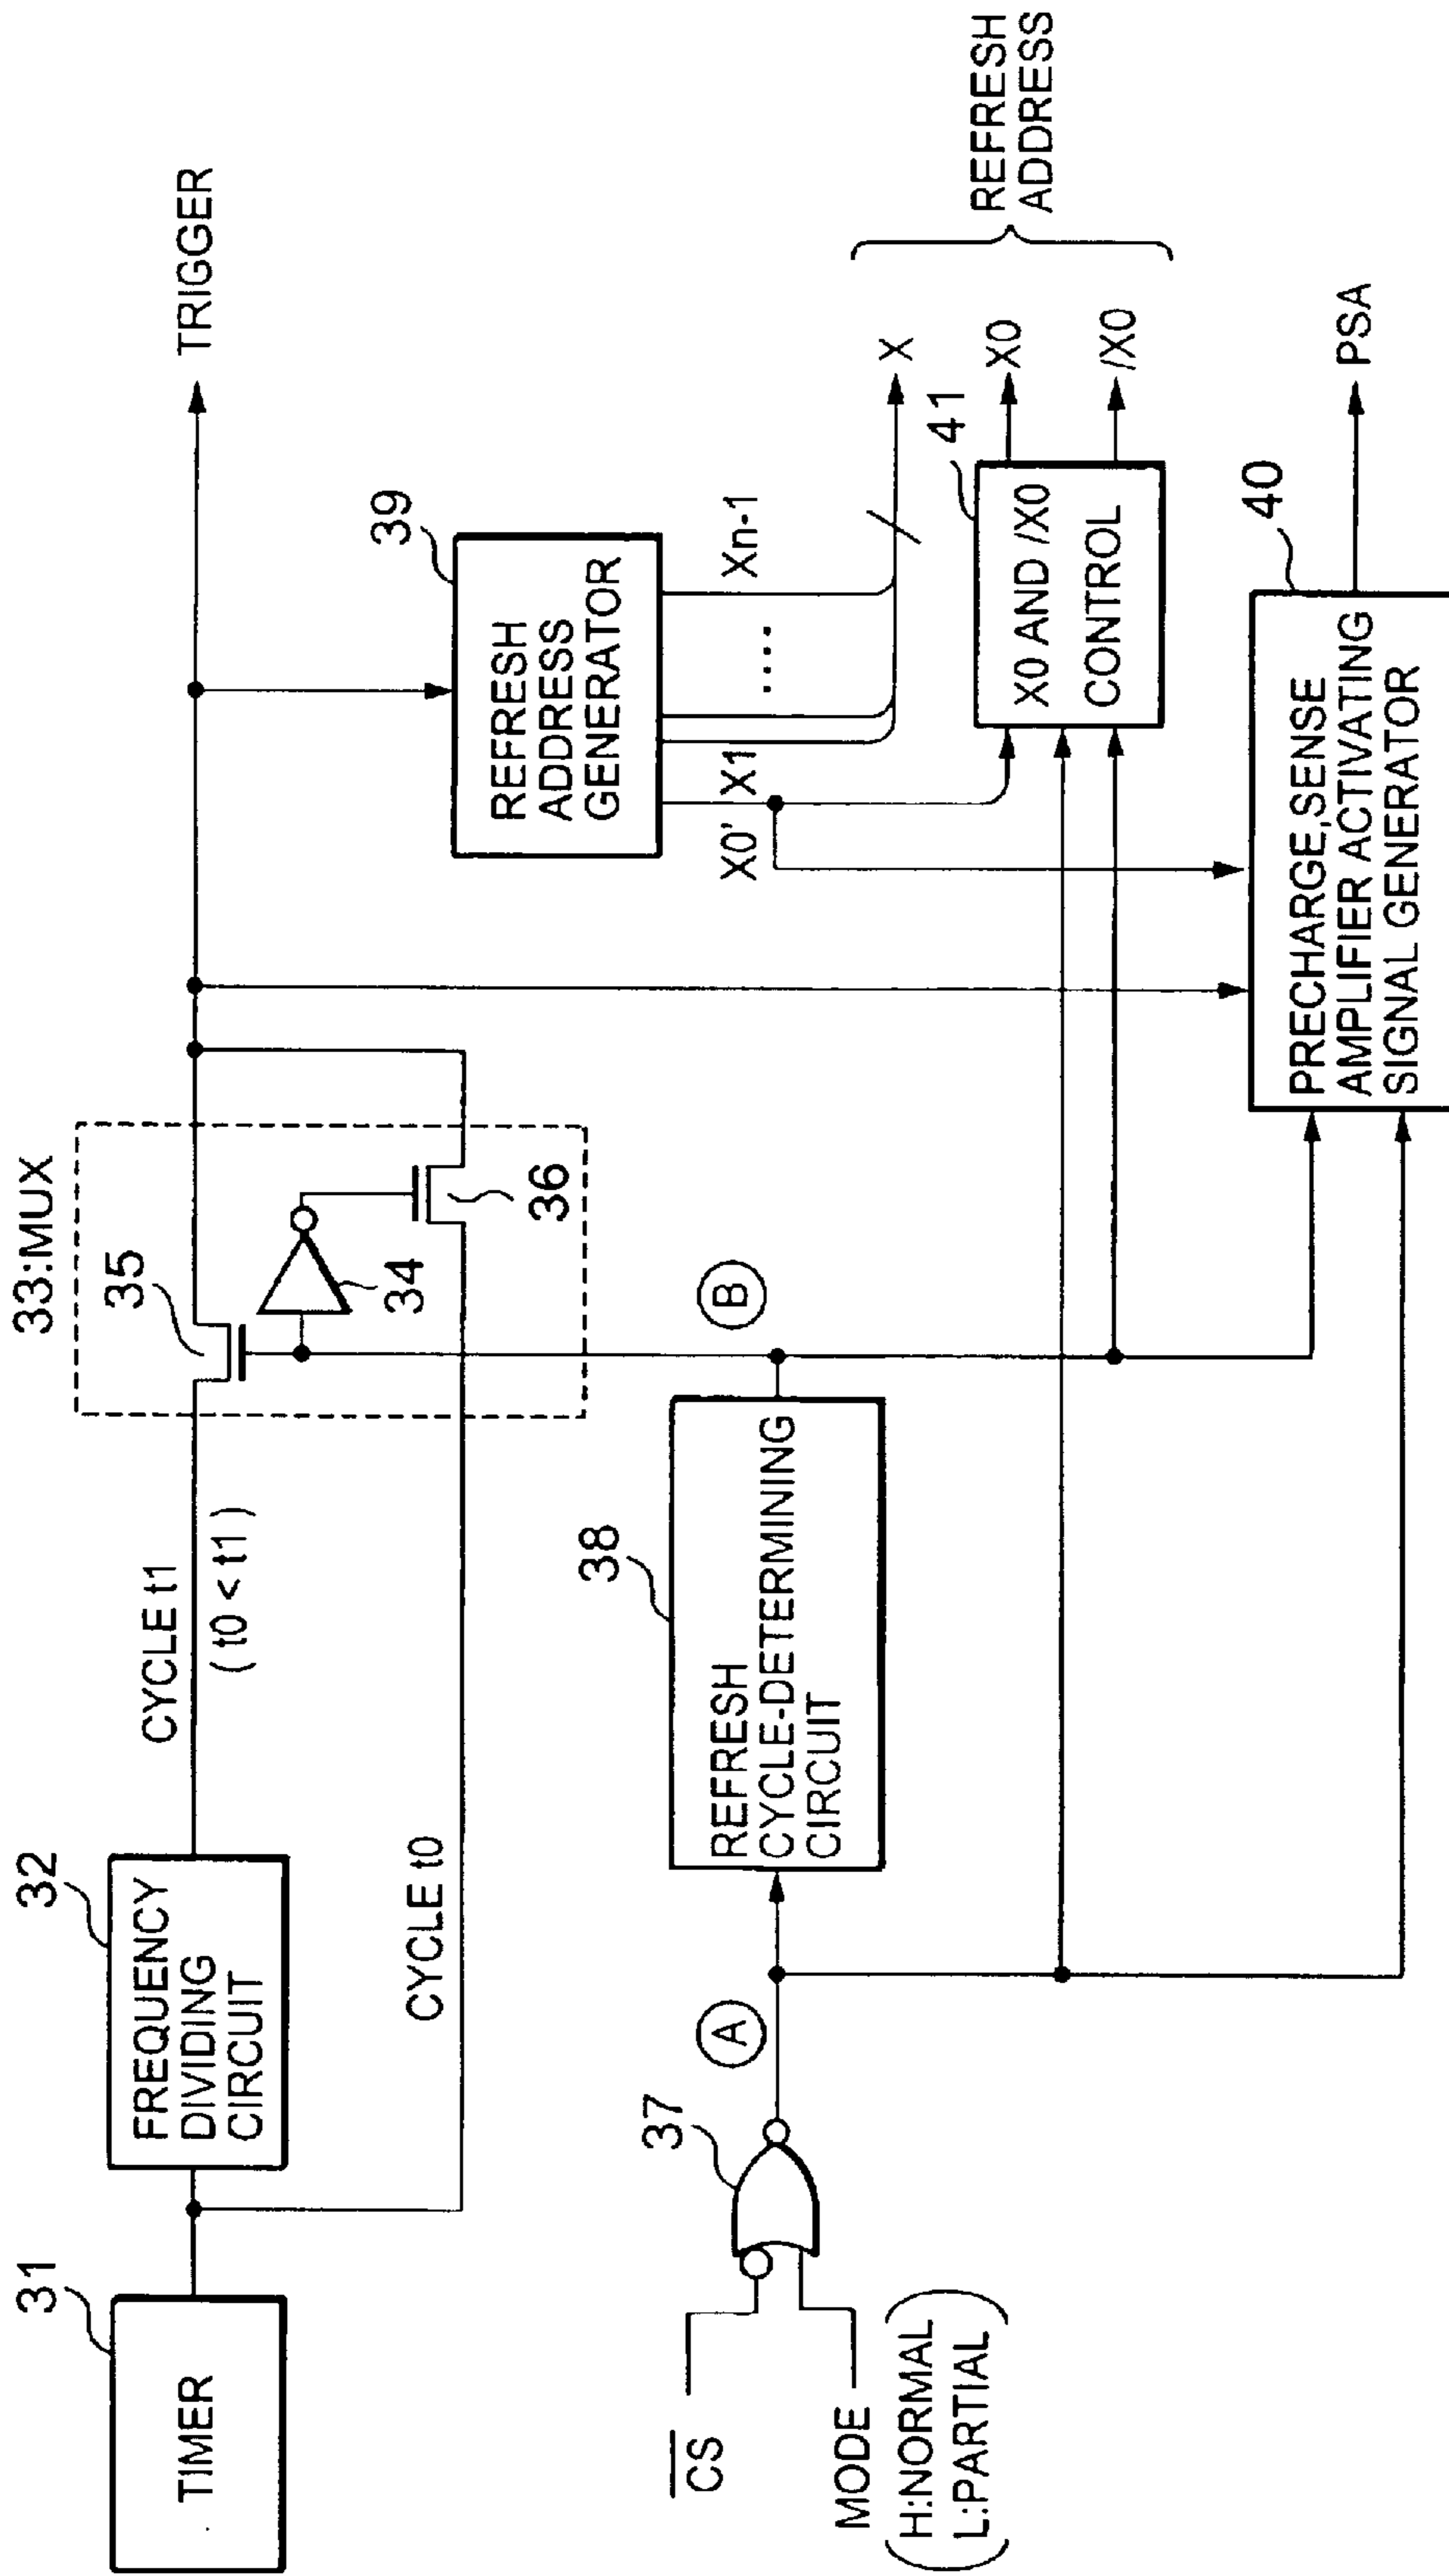 31
TIMER
32
FREQUENCY
DIVIDING
CIRCUIT
CYCLE t1
( t0 < t1 )
CYCLE t0
33:MUX
35
34
36
TRIGGER
39
REFRESH
ADDRESS
GENERATOR
X0'
X1
....
Xn-1
X
41
X0 AND /X0
CONTROL
X0
/X0
REFRESH
ADDRESS
CS
MODE
(H:NORMAL
L:PARTIAL)
37
A
38
REFRESH
CYCLE-DETERMINING
CIRCUIT
B
40
PRECHARGE,SENSE
AMPLIFIER ACTIVATING
SIGNAL GENERATOR
PSA